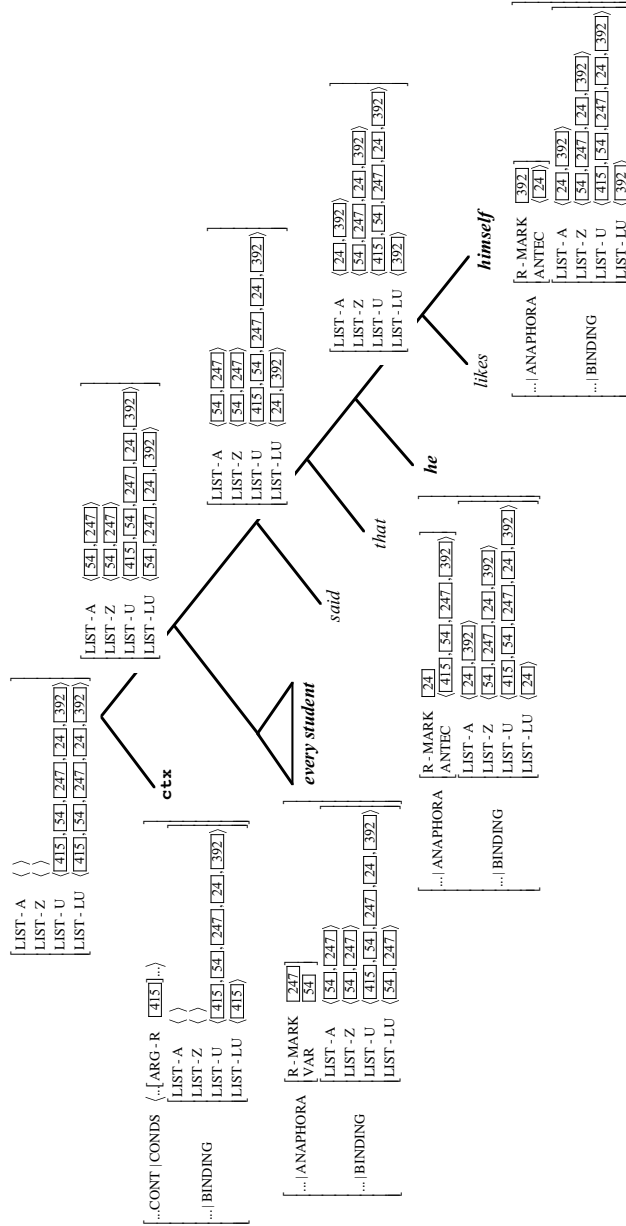 LIST - A ⟨ ⟩
LIST - Z ⟨ ⟩
LIST - U ⟨ 415 , 54 , 247 , 24 , 392 ⟩
LIST - LU ⟨ 415 , 54 , 247 , 24 , 392 ⟩
LIST - A ⟨ 54 , 247 ⟩
LIST - Z ⟨ 54 , 247 ⟩
LIST - U ⟨ 415 , 54 , 247 , 24 , 392 ⟩
LIST - LU ⟨ 54 , 247 , 24 , 392 ⟩
ctx
...CONT | CONDS ⟨ ...[ ARG - R 415 ] ...⟩
...| BINDING
LIST - A ⟨ ⟩
LIST - Z ⟨ ⟩
LIST - U ⟨ 415 , 54 , 247 , 24 , 392 ⟩
LIST - LU ⟨ 415 ⟩
LIST - A ⟨ 54 , 247 ⟩
LIST - Z ⟨ 54 , 247 ⟩
LIST - U ⟨ 415 , 54 , 247 , 24 , 392 ⟩
LIST - LU ⟨ 24 , 392 ⟩
every student
...| ANAPHORA
R - MARK 247
VAR 54
...| BINDING
LIST - A ⟨ 54 , 247 ⟩
LIST - Z ⟨ 54 , 247 ⟩
LIST - U ⟨ 415 , 54 , 247 , 24 , 392 ⟩
LIST - LU ⟨ 54 , 247 ⟩
said
that
LIST - A ⟨ 24 , 392 ⟩
LIST - Z ⟨ 54 , 247 , 24 , 392 ⟩
LIST - U ⟨ 415 , 54 , 247 , 24 , 392 ⟩
LIST - LU ⟨ 392 ⟩
he
...| ANAPHORA
R - MARK 24
ANTEC ⟨ 415 , 54 , 247 , 392 ⟩
...| BINDING
LIST - A ⟨ 24 , 392 ⟩
LIST - Z ⟨ 54 , 247 , 24 , 392 ⟩
LIST - U ⟨ 415 , 54 , 247 , 24 , 392 ⟩
LIST - LU ⟨ 24 ⟩
likes
himself
...| ANAPHORA
R - MARK 392
ANTEC ⟨ 24 ⟩
...| BINDING
LIST - A ⟨ 24 , 392 ⟩
LIST - Z ⟨ 54 , 247 , 24 , 392 ⟩
LIST - U ⟨ 415 , 54 , 247 , 24 , 392 ⟩
LIST - LU ⟨ 392 ⟩